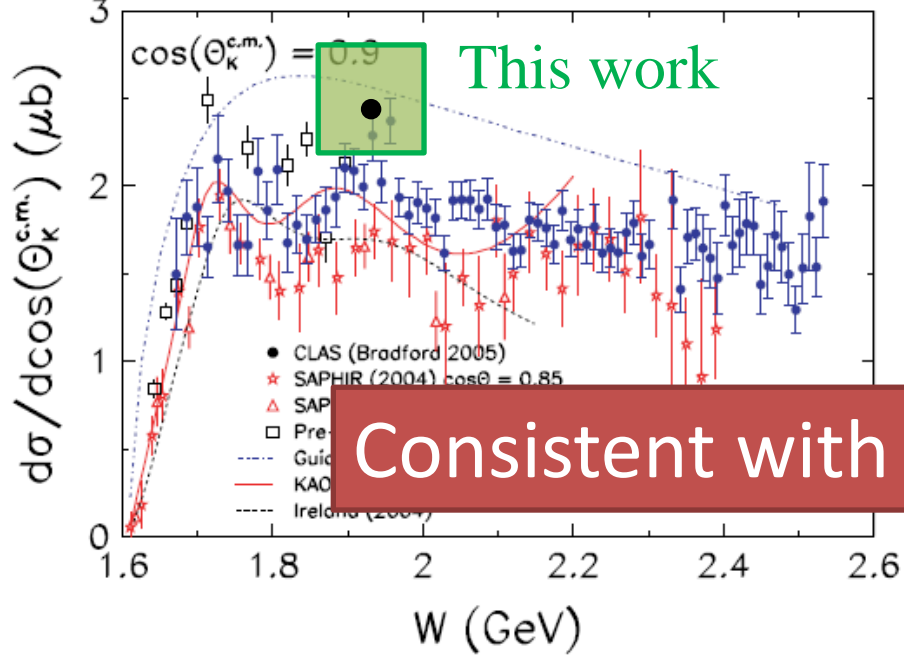 3
cos(Θ_K^c.m.) = 0.9
This work
dσ/dcos(Θ_K^c.m.) (μb)
2
1
CLAS (Bradford 2005)
SAPHIR (2004) cosΘ = 0.85
SAP
Pre-
Guid
Consistent with
KAO
Ireland (2004)
0
1.6 1.8 2 2.2 2.4 2.6
W (GeV)